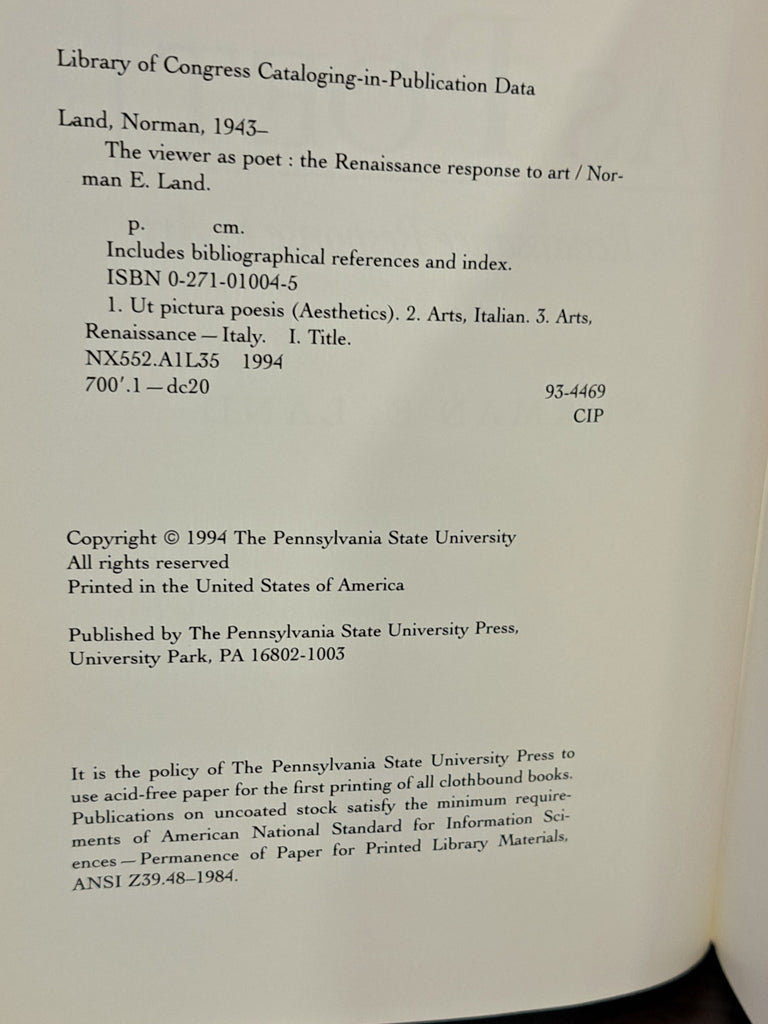 Library of Congress Cataloging-in-Publication Data
Land, Norman, 1943–
The viewer as poet : the Renaissance response to art / Nor-
man E. Land.
p. cm.
Includes bibliographical references and index.
ISBN 0-271-01004-5
1. Ut pictura poesis (Aesthetics). 2. Arts, Italian. 3. Arts,
Renaissance — Italy. I. Title.
NX552.A1L35 1994
700′.1 — dc20 93-4469
CIP
Copyright © 1994 The Pennsylvania State University
All rights reserved
Printed in the United States of America
Published by The Pennsylvania State University Press,
University Park, PA 16802-1003
It is the policy of The Pennsylvania State University Press to
use acid-free paper for the first printing of all clothbound books.
Publications on uncoated stock satisfy the minimum require-
ments of American National Standard for Information Sci-
ences — Permanence of Paper for Printed Library Materials,
ANSI Z39.48–1984.